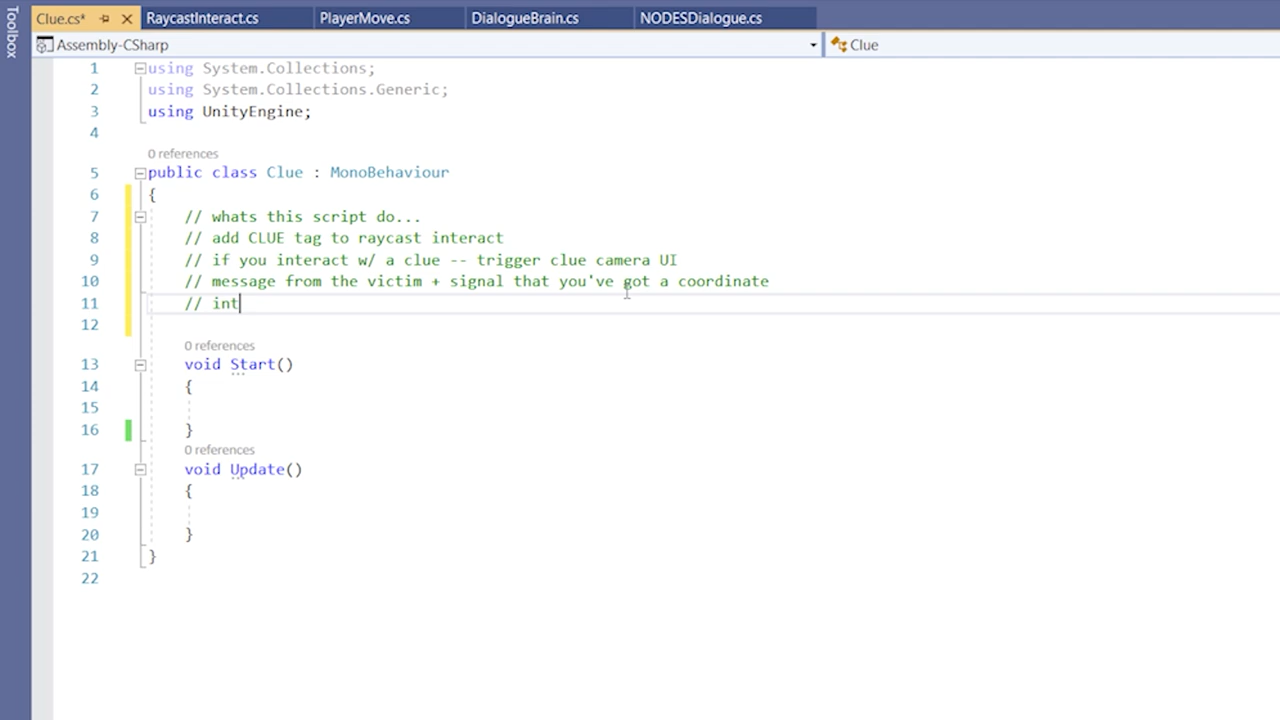 Toolbox
Clue.cs* RaycastInteract.cs PlayerMove.cs DialogueBrain.cs NODESDialogue.cs
Assembly-CSharp Clue
1 using System.Collections;
2 using System.Collections.Generic;
3 using UnityEngine;
4
0 references
5 public class Clue : MonoBehaviour
6 {
7 // whats this script do...
8 // add CLUE tag to raycast interact
9 // if you interact w/ a clue -- trigger clue camera UI
10 // message from the victim + signal that you've got a coordinate
11 // int
12
0 references
13 void Start()
14 {
15
16 }
0 references
17 void Update()
18 {
19
20 }
21 }
22